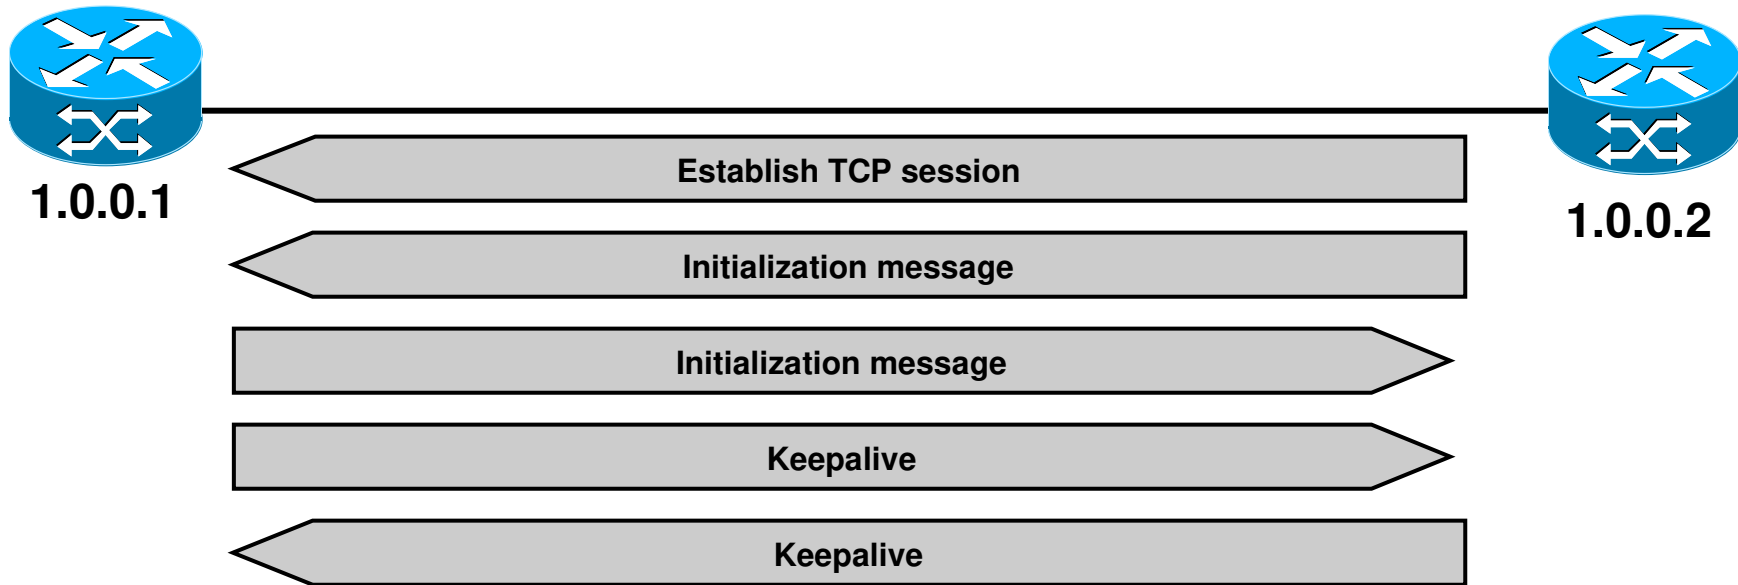 1.0.0.1
1.0.0.2
Establish TCP session
Initialization message
Initialization message
Keepalive
Keepalive